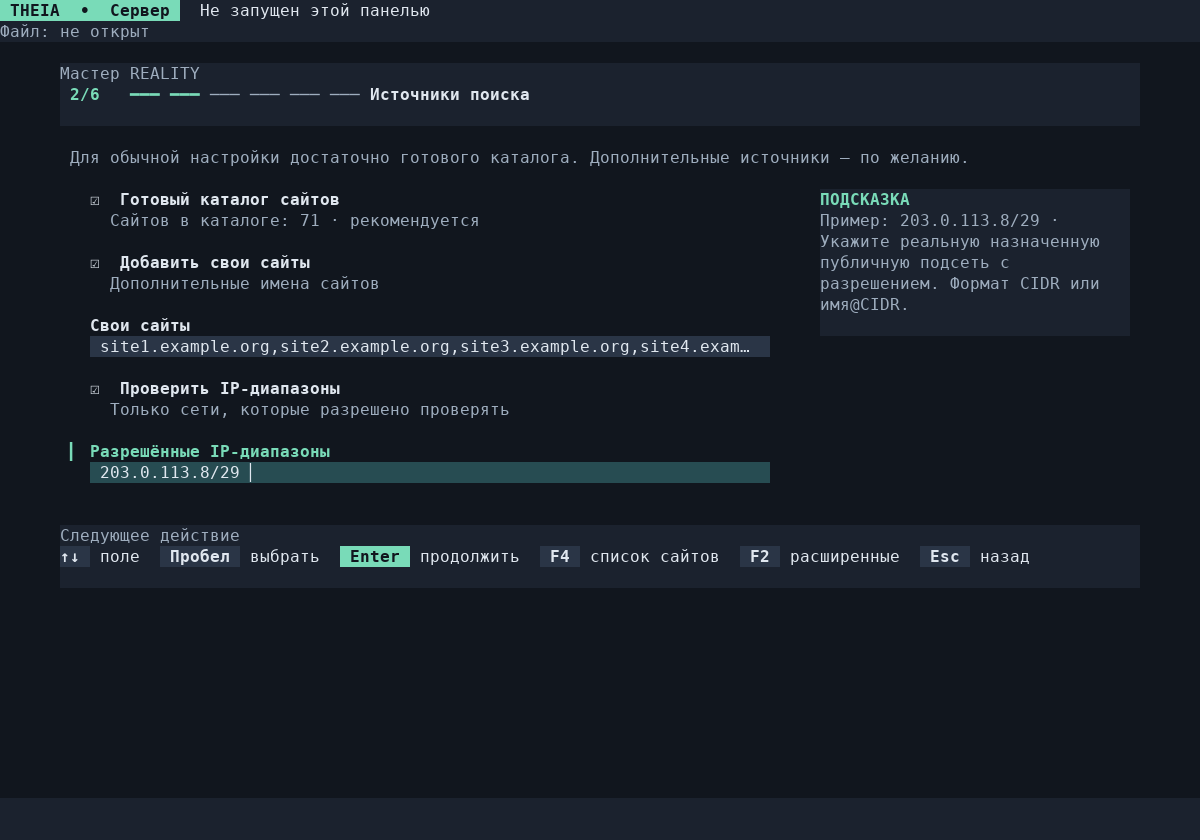 THEIA • Сервер Не запущен этой панелью
Файл: не открыт
Мастер REALITY
2/6 ━━━ ━━━ ─── ─── ─── ─── Источники поиска
Для обычной настройки достаточно готового каталога. Дополнительные источники — по желанию.
☑ Готовый каталог сайтов
Сайтов в каталоге: 71 · рекомендуется
☑ Добавить свои сайты
Дополнительные имена сайтов
Свои сайты
site1.example.org,site2.example.org,site3.example.org,site4.exam…
☑ Проверить IP-диапазоны
Только сети, которые разрешено проверять
Разрешённые IP-диапазоны
203.0.113.8/29
ПОДСКАЗКА
Пример: 203.0.113.8/29 ·
Укажите реальную назначенную
публичную подсеть с
разрешением. Формат CIDR или
имя@CIDR.
Следующее действие
↑↓ поле Пробел выбрать Enter продолжить F4 список сайтов F2 расширенные Esc назад